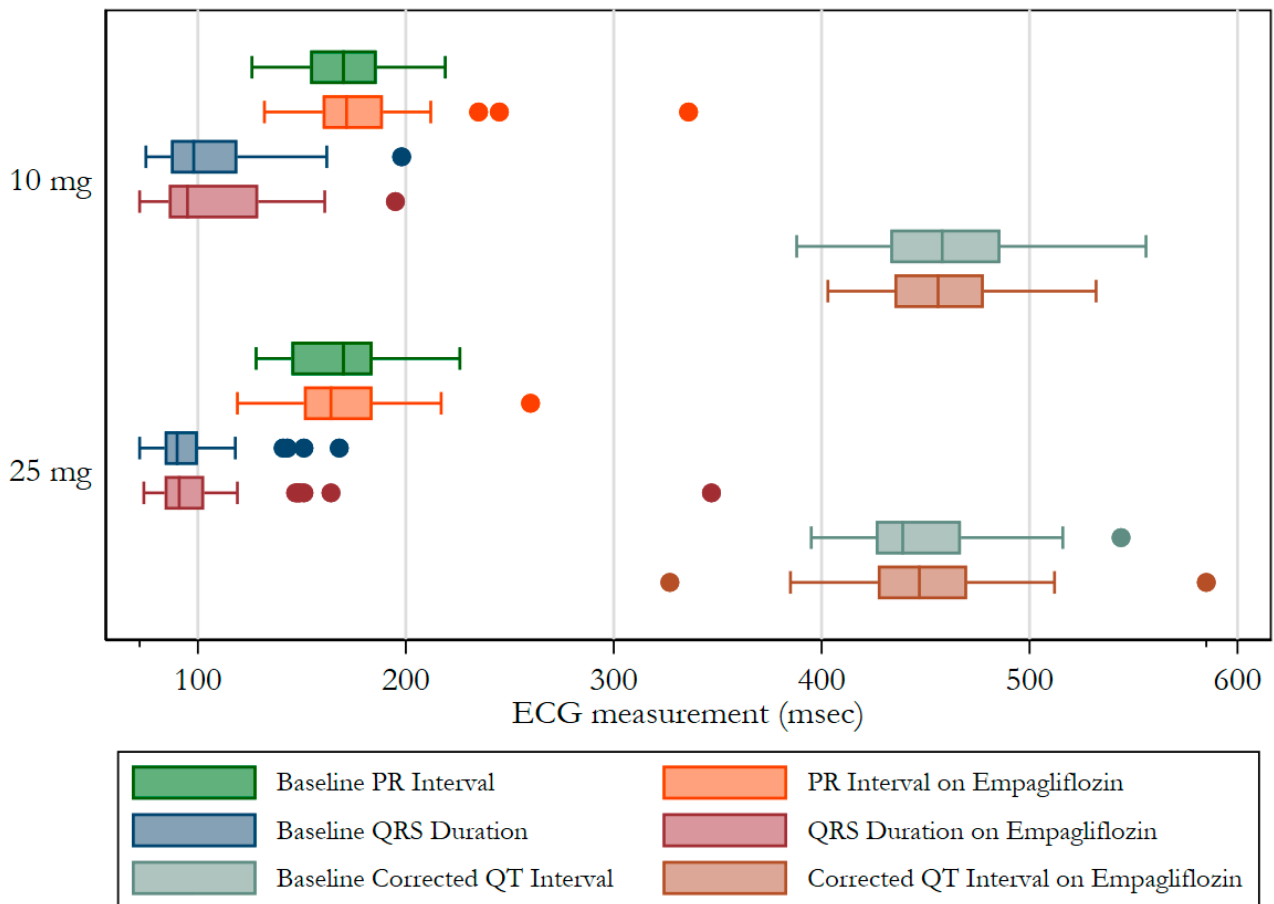 10 mg
25 mg
100 200 300 400 500 600
ECG measurement (msec)
Baseline PR Interval PR Interval on Empagliflozin
Baseline QRS Duration QRS Duration on Empagliflozin
Baseline Corrected QT Interval Corrected QT Interval on Empagliflozin